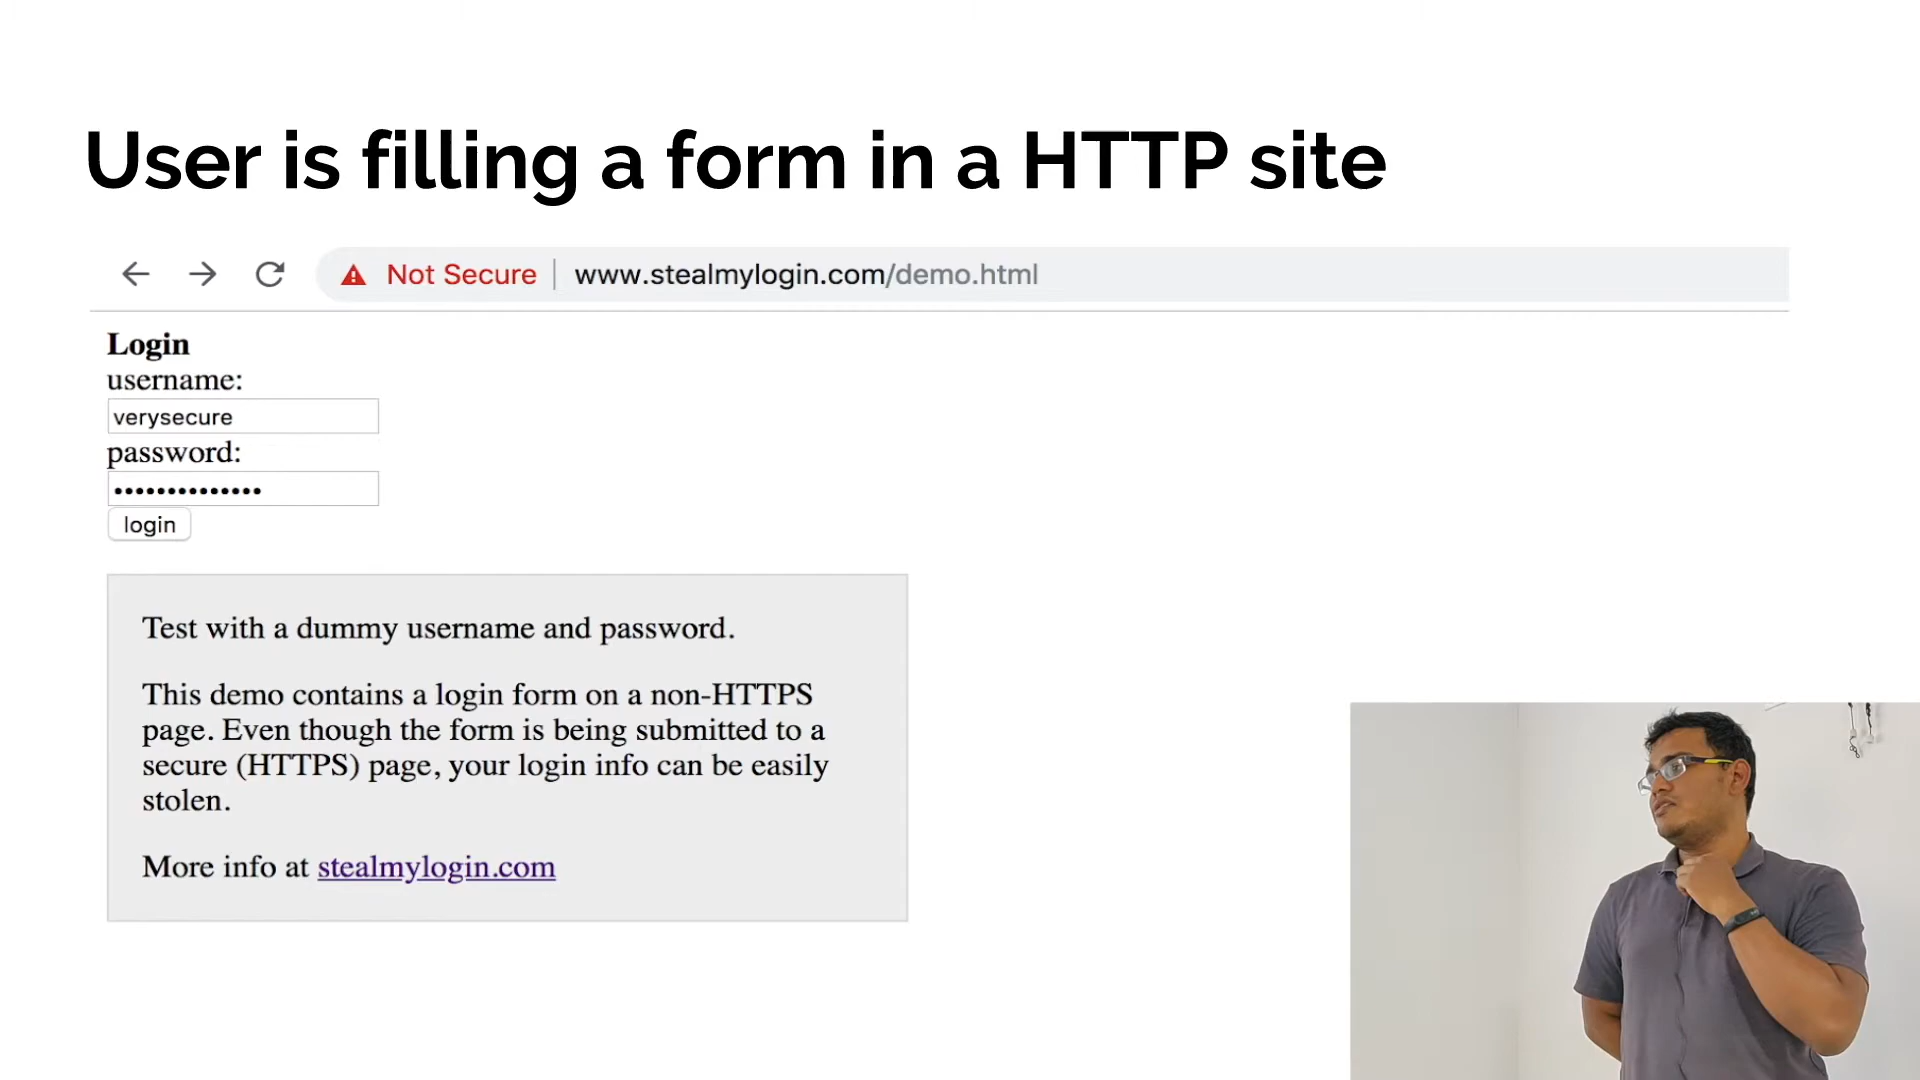 User is filling a form in a HTTP site
Not Secure | www.stealmylogin.com/demo.html
Login
username:
verysecure
password:
••••••••••••••
login
Test with a dummy username and password.
This demo contains a login form on a non-HTTPS
page. Even though the form is being submitted to a
secure (HTTPS) page, your login info can be easily
stolen.
More info at stealmylogin.com